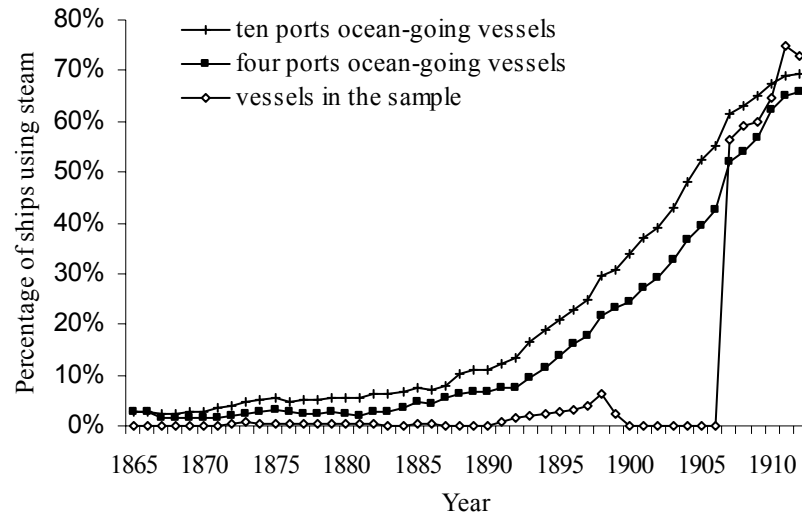 80%
70%
60%
50%
40%
30%
20%
10%
0%
Percentage of ships using steam
ten ports ocean-going vessels
four ports ocean-going vessels
vessels in the sample
1865 1870 1875 1880 1885 1890 1895 1900 1905 1910
Year